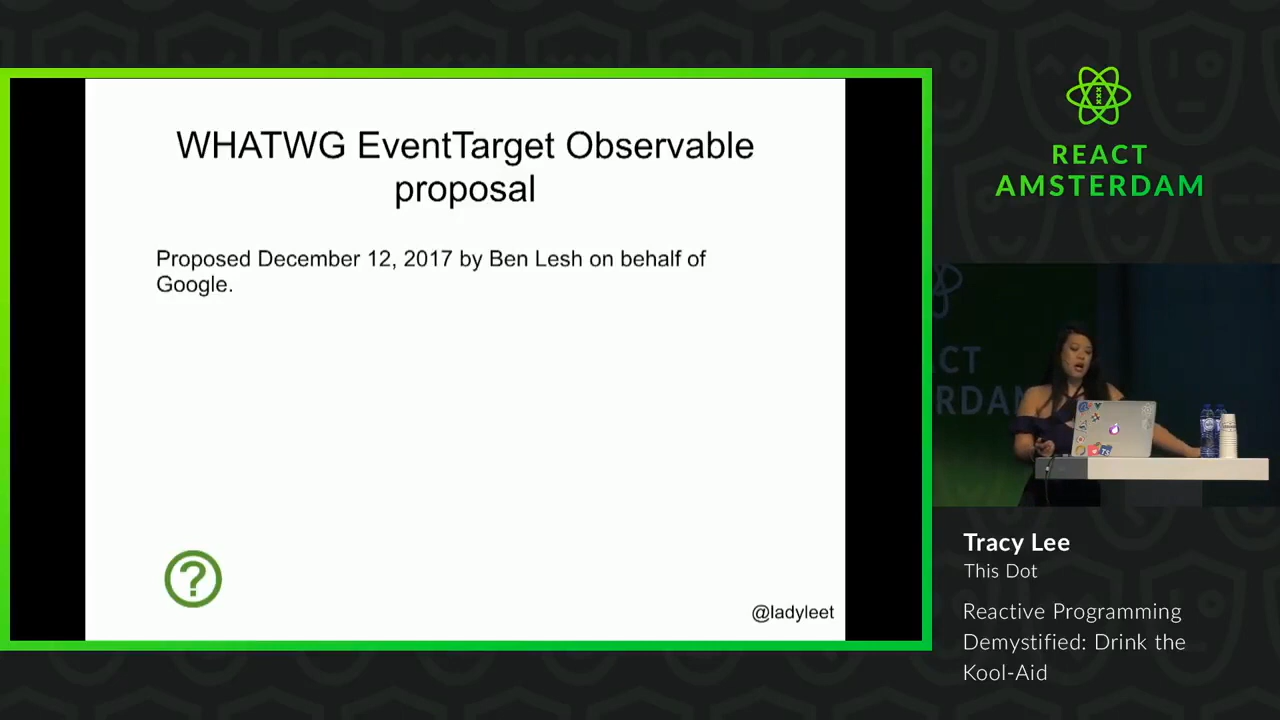 WHATWG EventTarget Observable
proposal
Proposed December 12, 2017 by Ben Lesh on behalf of
Google.
@ladyleet
REACT
AMSTERDAM
Tracy Lee
This Dot
Reactive Programming
Demystified: Drink the
Kool-Aid